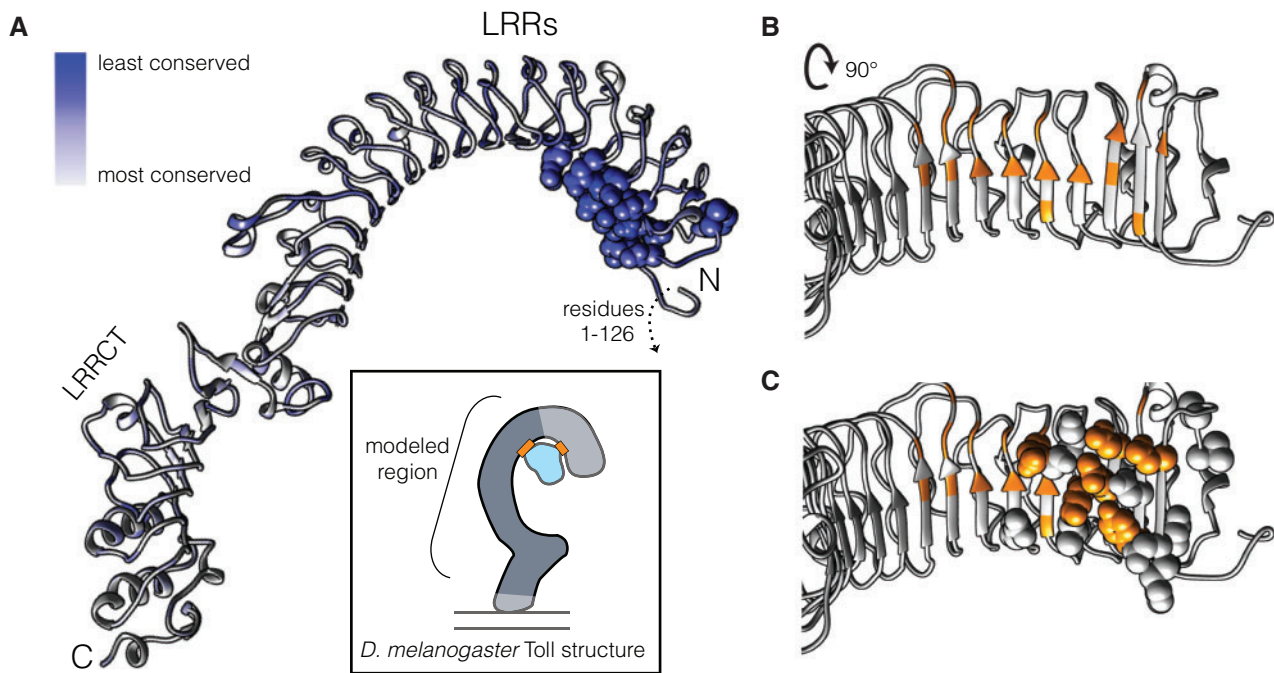 A
least conserved
most conserved
LRRs
N
residues
1-126
LRRCT
C
modeled
region
D. melanogaster Toll structure
B
90°
C